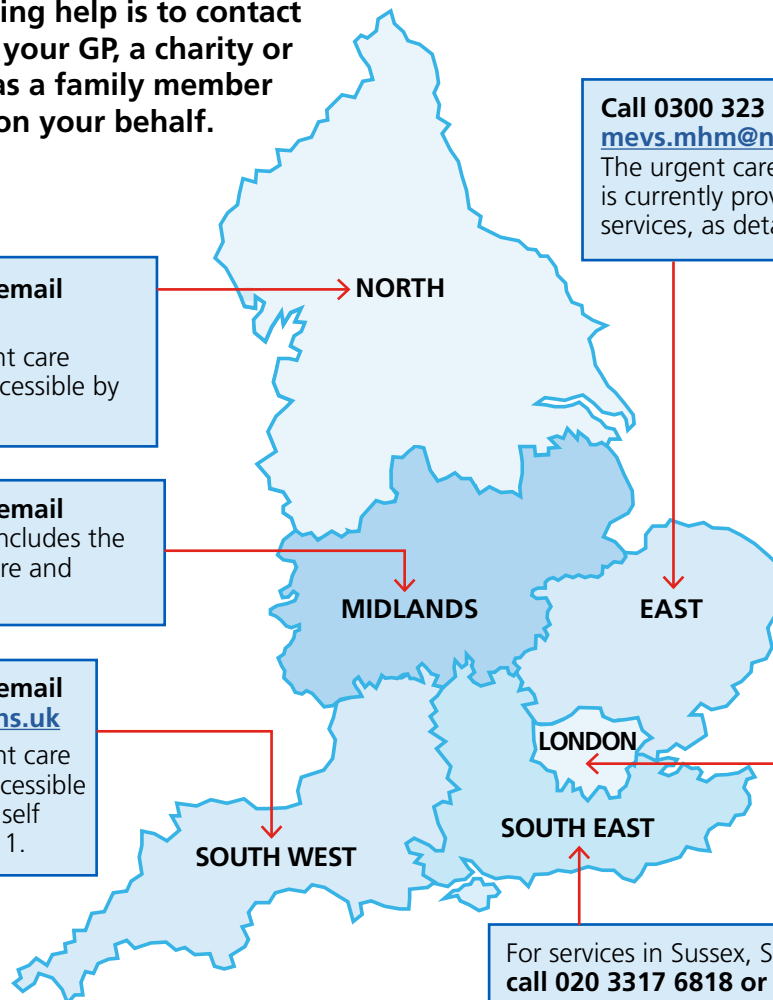 ing help is to contact
your GP, a charity or
as a family member
on your behalf.
Call 0300 323
mevs.mhm@n
The urgent care
is currently prov
services, as deta
email
nt care
cessible by
NORTH
email
ncludes the
re and
MIDLANDS
EAST
email
ns.uk
nt care
cessible
self
1.
LONDON
SOUTH EAST
SOUTH WEST
For services in Sussex, S
call 020 3317 6818 or